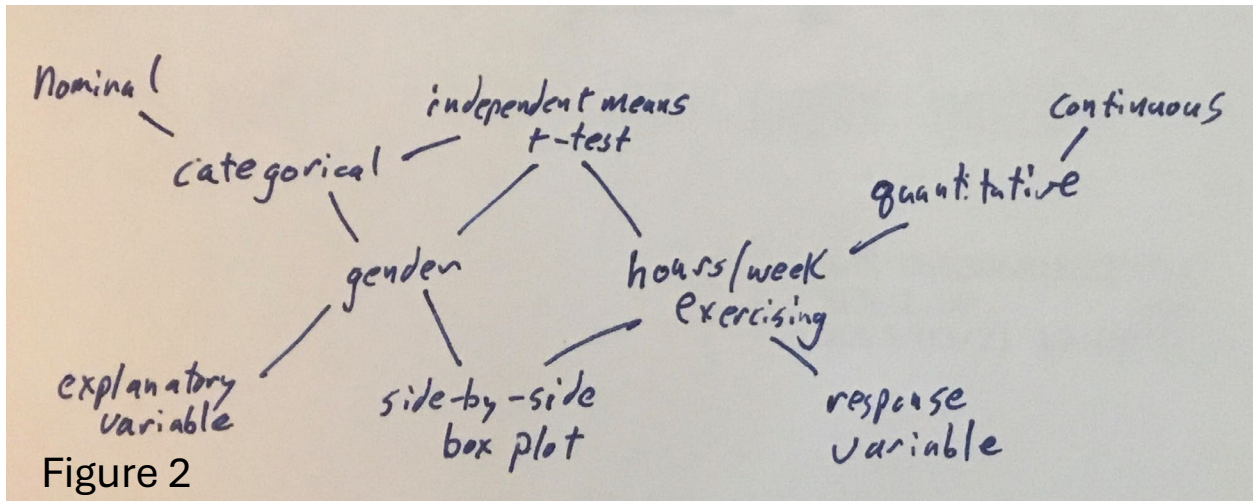 Nominal
independent means
t-test
continuous
categorical
quantitative
gender
hours/week
exercising
explanatory
variable
side-by-side
box plot
response
variable
Figure 2